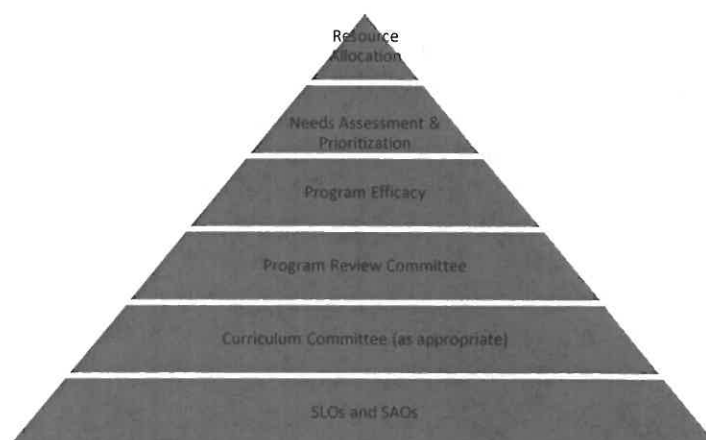 Resource
Allocation
Needs Assessment &
Prioritization
Program Efficacy
Program Review Committee
Curriculum Committee (as appropriate)
SLOs and SAOs